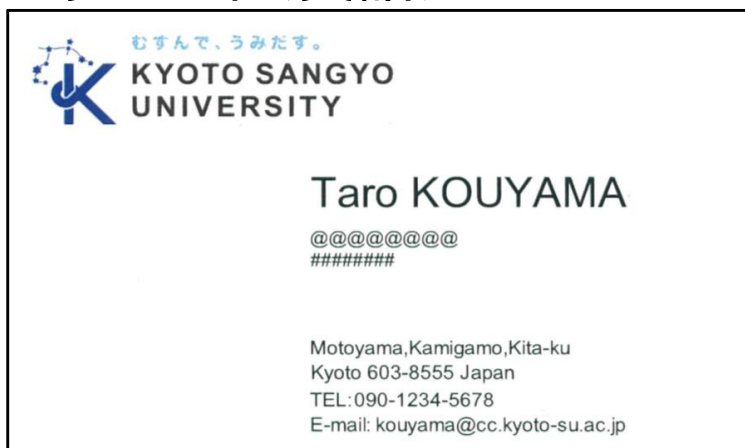 むすんで、うみだす。
KYOTO SANGYO
UNIVERSITY
Taro KOUYAMA
@@@@@@@@
########
Motoyama,Kamigamo,Kita-ku
Kyoto 603-8555 Japan
TEL:090-1234-5678
E-mail: kouyama@cc.kyoto-su.ac.jp